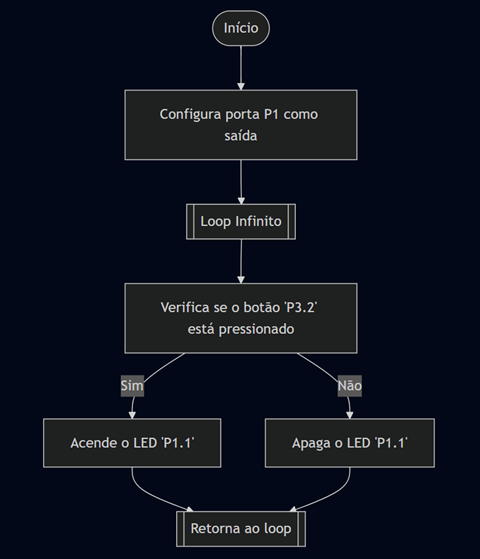 Início
Configura porta P1 como
saída
Loop Infinito
Verifica se o botão 'P3.2'
está pressionado
Sim
Não
Acende o LED 'P1.1'
Apaga o LED 'P1.1'
Retorna ao loop